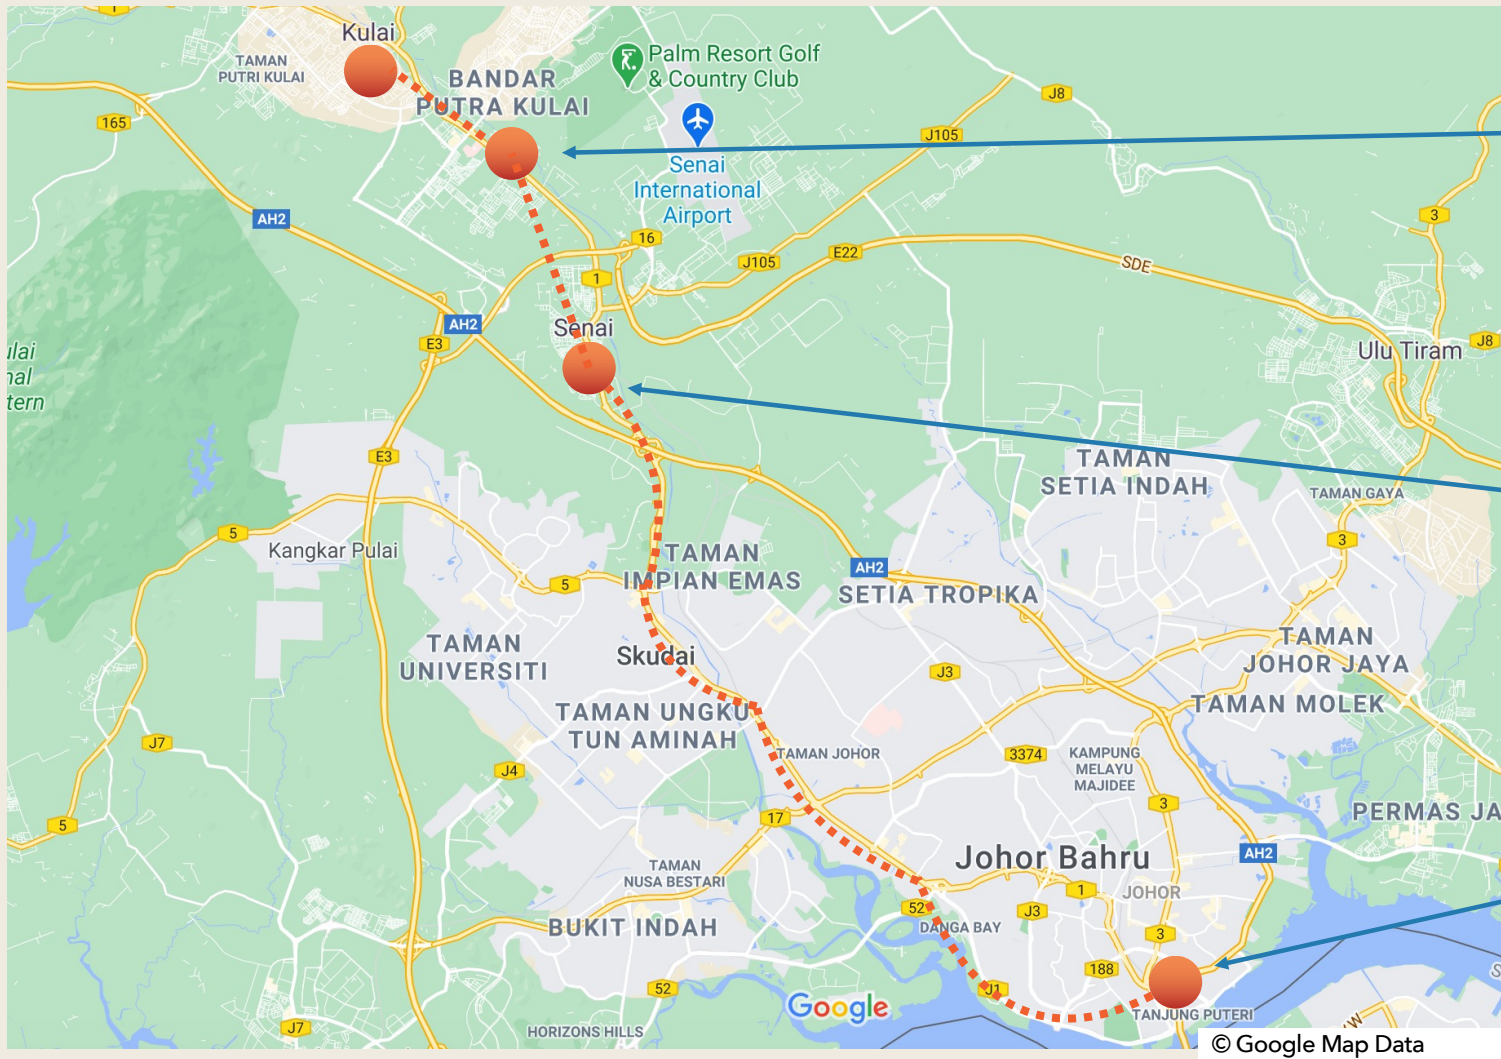 1
Kulai
TAMAN
PUTRI KULAI
BANDAR
PUTRA KULAI
Palm Resort Golf
& Country Club
J8
165
J105
Senai
International
Airport
AH2
3
16
J105
E22
SDE
1
AH2
Senai
E3
J8
Ulu Tiram
ulai
nal
tern
E3
TAMAN
SETIA INDAH
TAMAN GAYA
5
Kangkar Pulai
3
TAMAN
IMPIAN EMAS
AH2
5
SETIA TROPIKA
TAMAN
UNIVERSITI
Skudai
TAMAN
JOHOR JAYA
J3
TAMAN MOLEK
TAMAN UNGKU
TUN AMINAH
J7
TAMAN JOHOR
3374
KAMPUNG
MELAYU
MAJIDEE
J4
3
5
17
PERMAS JA
Johor Bahru
AH2
TAMAN
NUSA BESTARI
1
JOHOR
52
J3
BUKIT INDAH
DANGA BAY
3
188
52
J1
Google
TANJUNG PUTERI
J7
HORIZONS HILLS
© Google Map Data